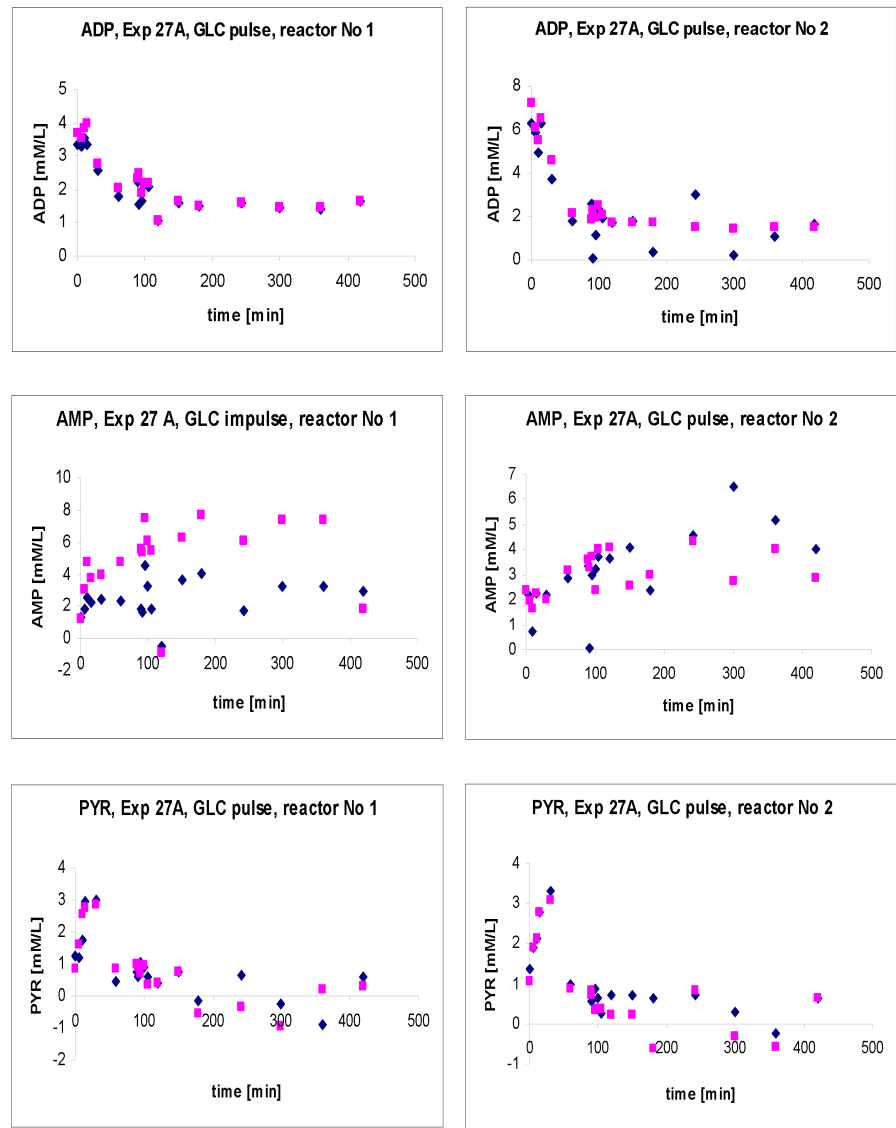 ADP, Exp 27A, GLC pulse, reactor No 1
5
4
3
2
1
0
ADP [mM/L]
0 100 200 300 400 500
time [min]
ADP, Exp 27A, GLC pulse, reactor No 2
8
6
4
2
0
ADP [mM/L]
0 100 200 300 400 500
time [min]
AMP, Exp 27 A, GLC impulse, reactor No 1
10
8
6
4
2
0
-2
AMP [mM/L]
0 100 200 300 400 500
time [min]
AMP, Exp 27A, GLC pulse, reactor No 2
7
6
5
4
3
2
1
0
AMP [mM/L]
0 100 200 300 400 500
time [min]
PYR, Exp 27A, GLC pulse, reactor No 1
4
3
2
1
0
-1
-2
PYR [mM/L]
0 100 200 300 400 500
time [min]
PYR, Exp 27A, GLC pulse, reactor No 2
4
3
2
1
0
-1
PYR [mM/L]
0 100 200 300 400 500
time [min]